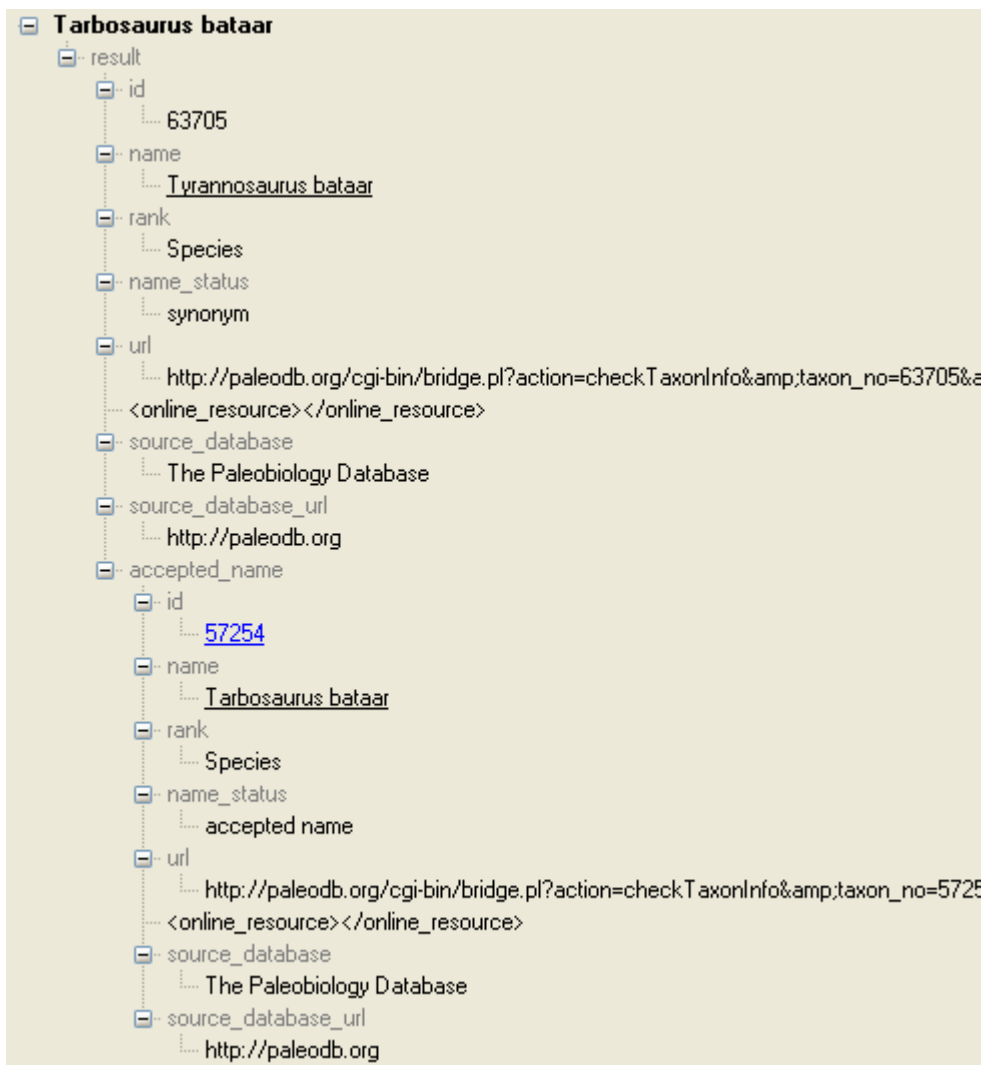 Tarbosaurus bataar
result
id
63705
name
Tyrannosaurus bataar
rank
Species
name_status
synonym
url
http://paleodb.org/cgi-bin/bridge.pl?action=checkTaxonInfo&amp;taxon_no=63705&a
<online_resource></online_resource>
source_database
The Paleobiology Database
source_database_url
http://paleodb.org
accepted_name
id
57254
name
Tarbosaurus bataar
rank
Species
name_status
accepted name
url
http://paleodb.org/cgi-bin/bridge.pl?action=checkTaxonInfo&amp;taxon_no=5725
<online_resource></online_resource>
source_database
The Paleobiology Database
source_database_url
http://paleodb.org